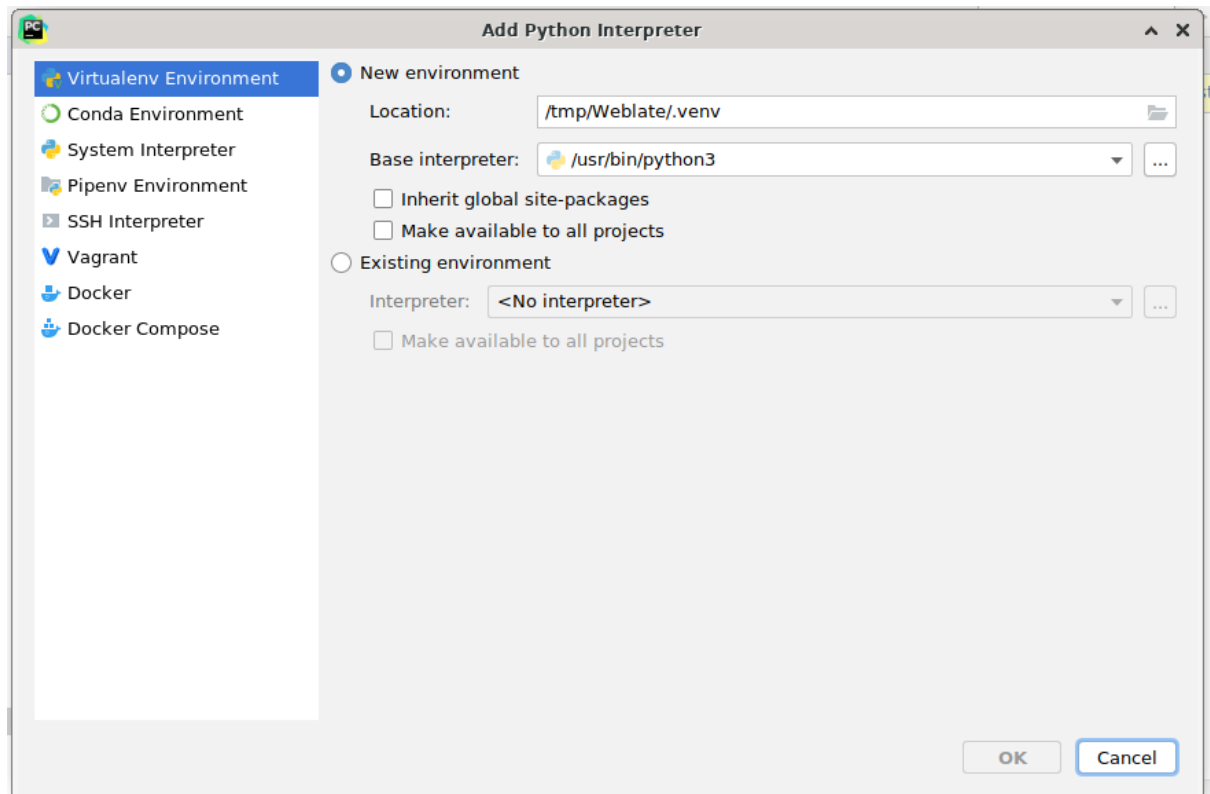 PC
Add Python Interpreter
Virtualenv Environment
Conda Environment
System Interpreter
Pipenv Environment
SSH Interpreter
Vagrant
Docker
Docker Compose
New environment
Location: /tmp/Weblate/.venv
Base interpreter: /usr/bin/python3 ...
Inherit global site-packages
Make available to all projects
Existing environment
Interpreter: <No interpreter> ...
Make available to all projects
OK Cancel